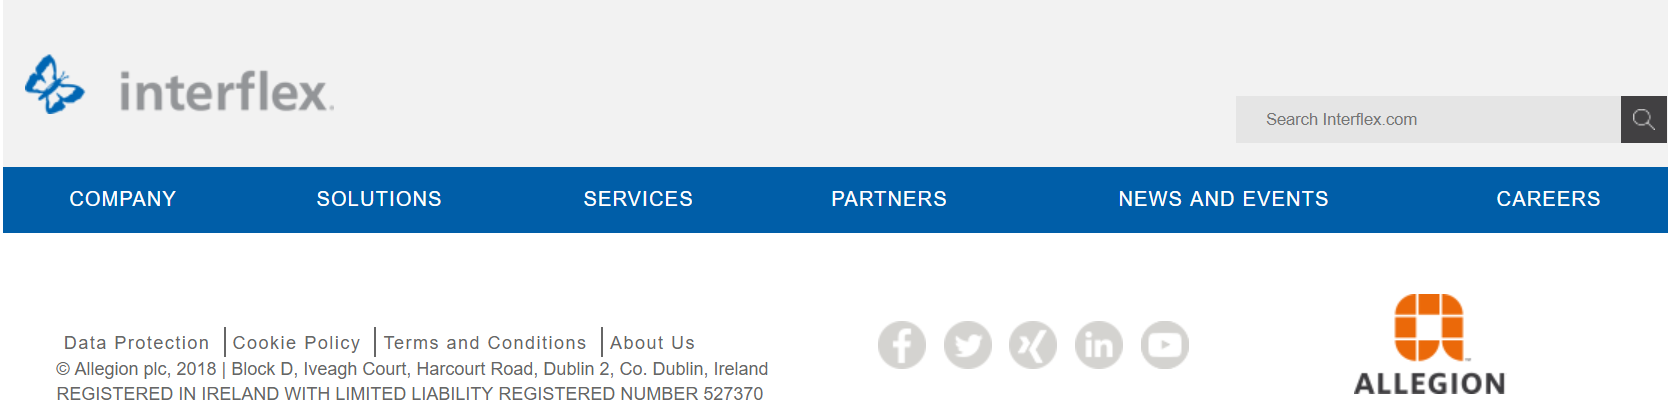 interflex.
Search Interflex.com
COMPANY SOLUTIONS SERVICES PARTNERS NEWS AND EVENTS CAREERS
Data Protection | Cookie Policy | Terms and Conditions | About Us
© Allegion plc, 2018 | Block D, Iveagh Court, Harcourt Road, Dublin 2, Co. Dublin, Ireland
REGISTERED IN IRELAND WITH LIMITED LIABILITY REGISTERED NUMBER 527370
f in
ALLEGION